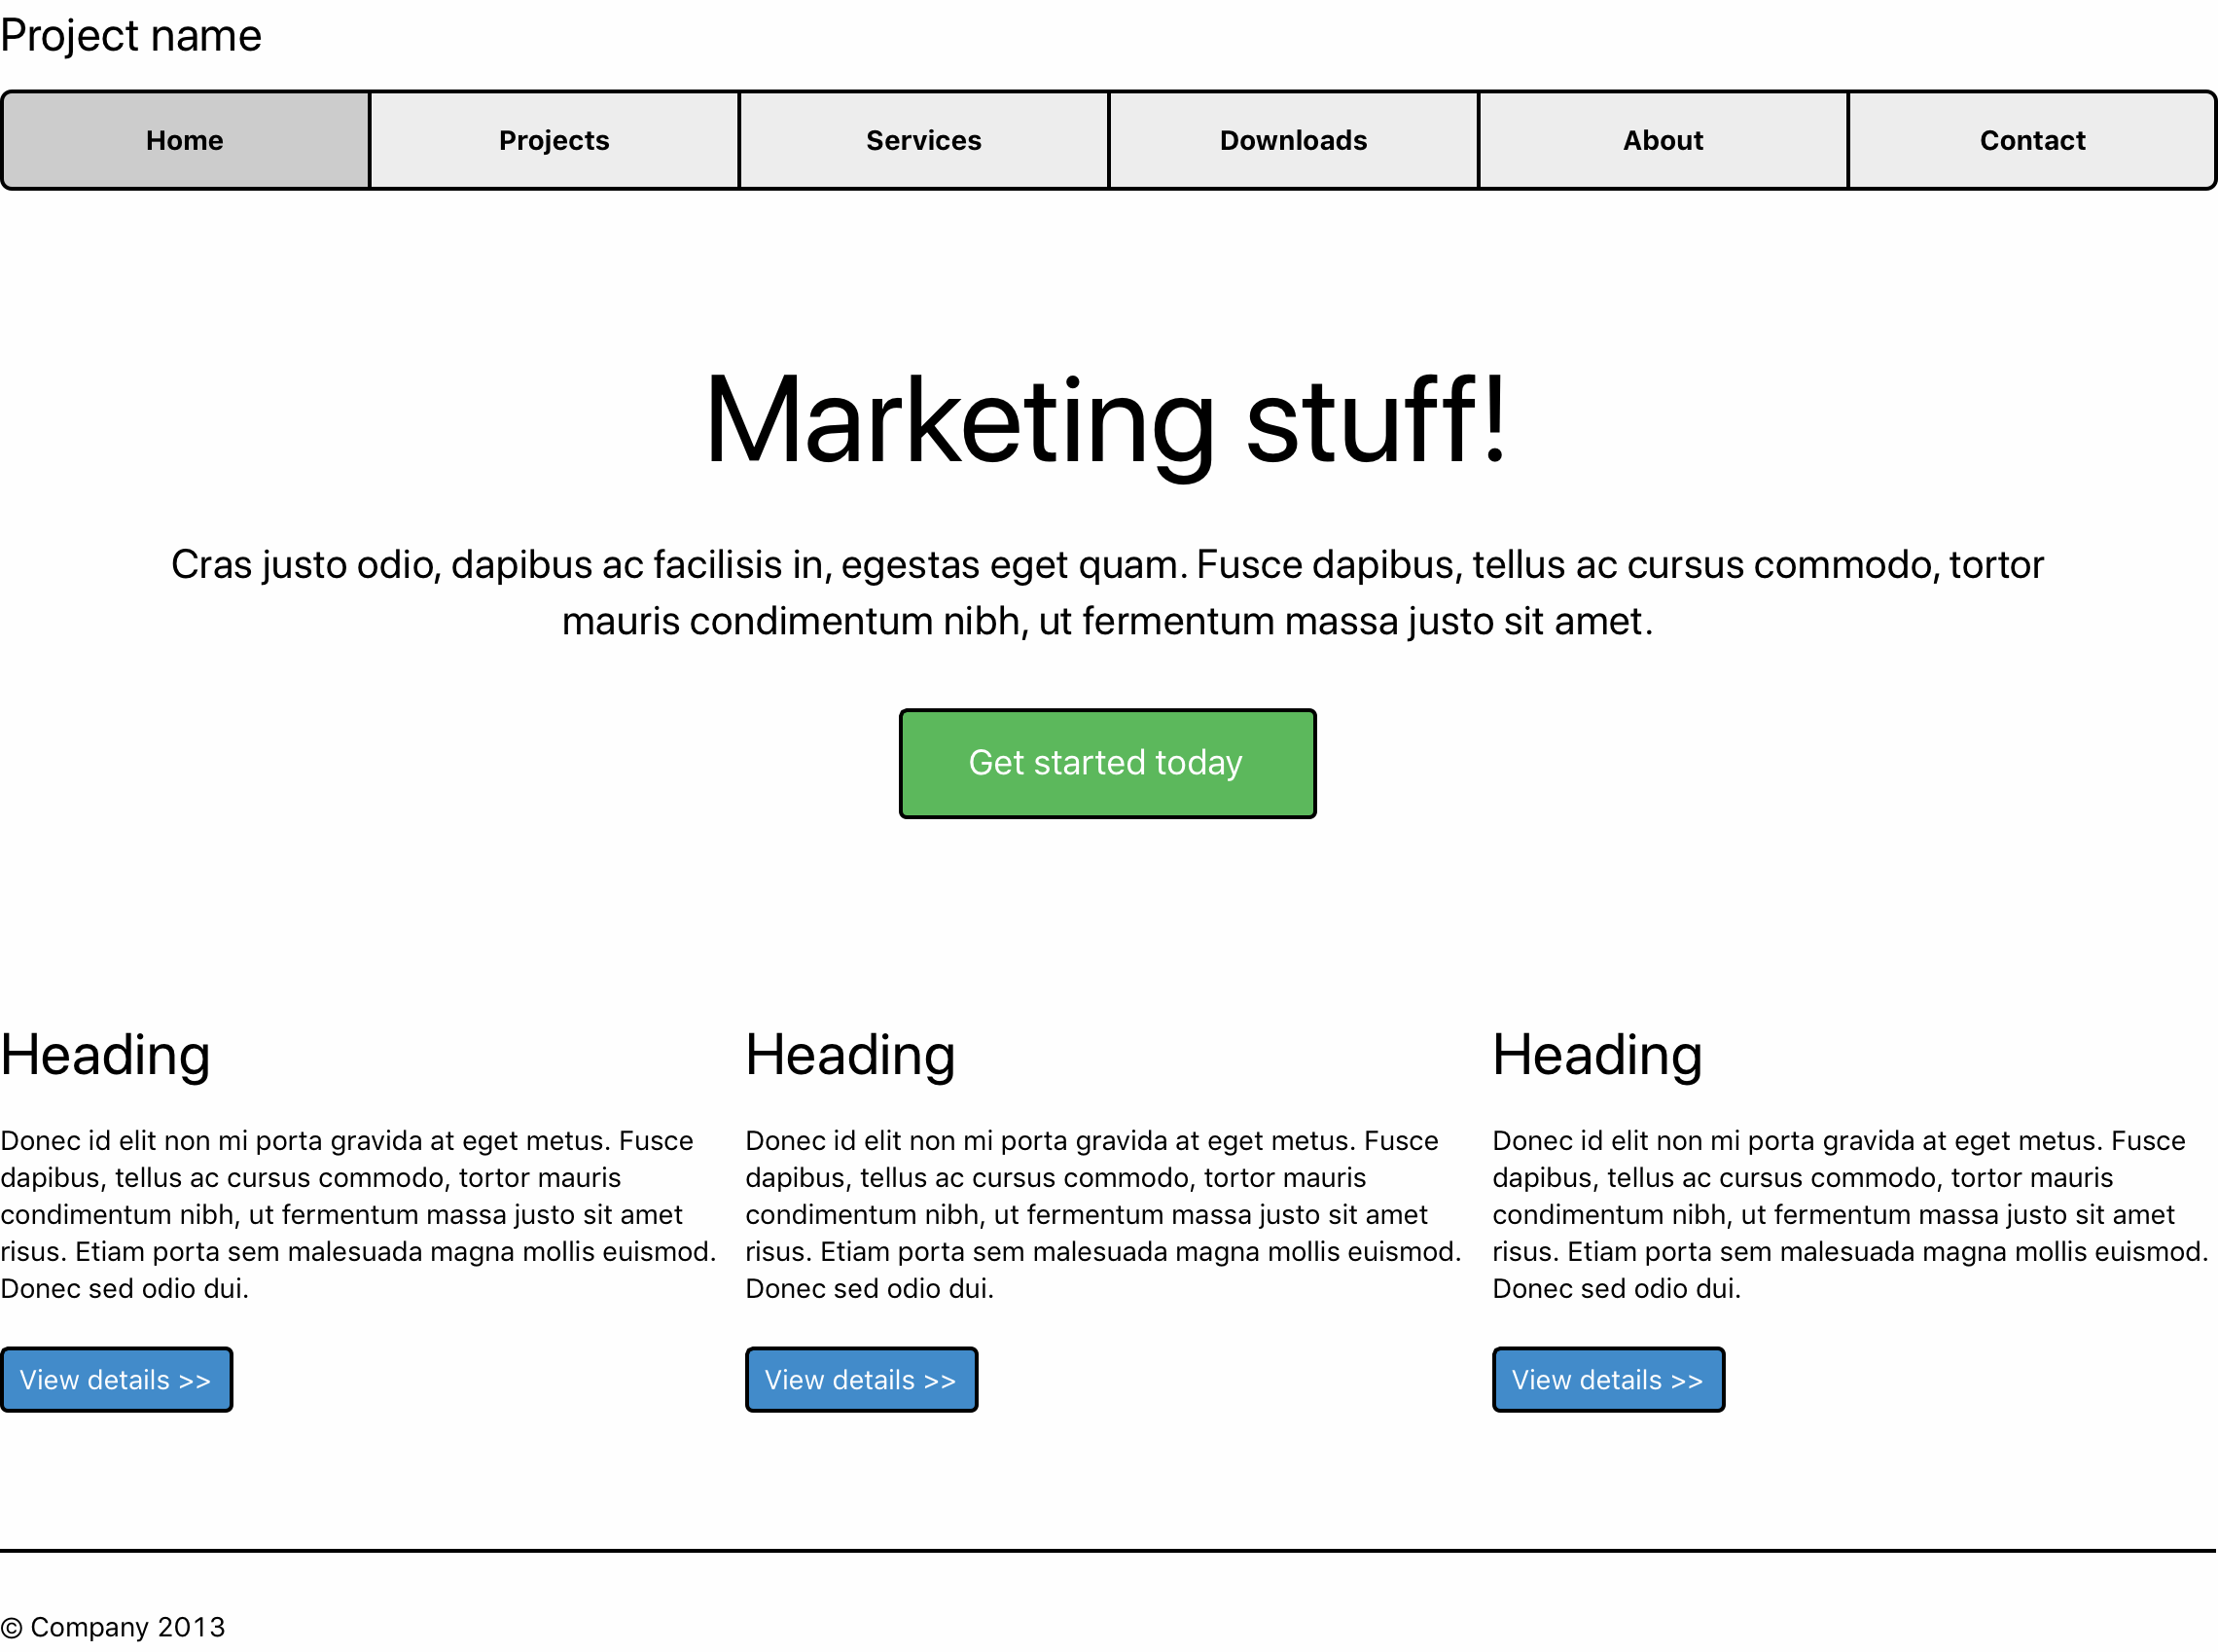 Project name
Home Projects Services Downloads About Contact
Marketing stuff!
Cras justo odio, dapibus ac facilisis in, egestas eget quam. Fusce dapibus, tellus ac cursus commodo, tortor
mauris condimentum nibh, ut fermentum massa justo sit amet.
Get started today
Heading
Donec id elit non mi porta gravida at eget metus. Fusce
dapibus, tellus ac cursus commodo, tortor mauris
condimentum nibh, ut fermentum massa justo sit amet
risus. Etiam porta sem malesuada magna mollis euismod.
Donec sed odio dui.
View details >>
Heading
Donec id elit non mi porta gravida at eget metus. Fusce
dapibus, tellus ac cursus commodo, tortor mauris
condimentum nibh, ut fermentum massa justo sit amet
risus. Etiam porta sem malesuada magna mollis euismod.
Donec sed odio dui.
View details >>
Heading
Donec id elit non mi porta gravida at eget metus. Fusce
dapibus, tellus ac cursus commodo, tortor mauris
condimentum nibh, ut fermentum massa justo sit amet
risus. Etiam porta sem malesuada magna mollis euismod.
Donec sed odio dui.
View details >>
© Company 2013